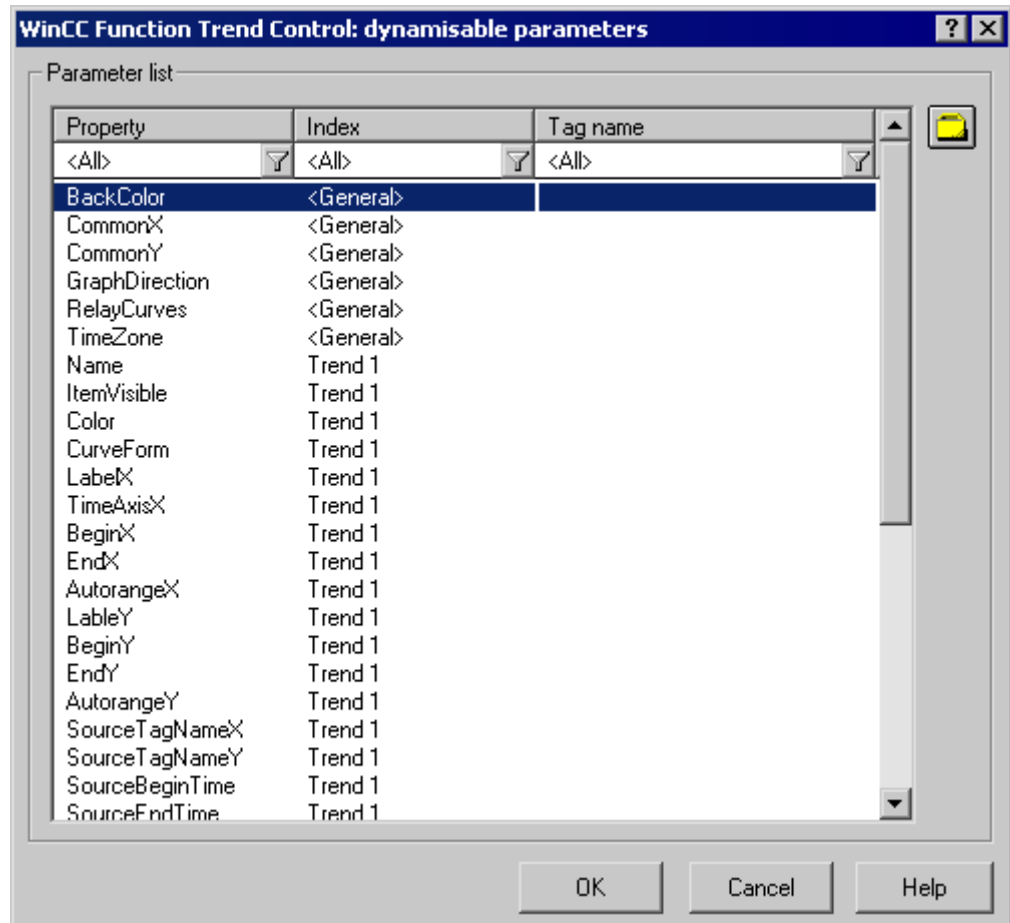 WinCC Function Trend Control: dynamisable parameters ?
Parameter list
Property Index Tag name
<All> <All> <All>
BackColor <General>
CommonX <General>
CommonY <General>
GraphDirection <General>
RelayCurves <General>
TimeZone <General>
Name Trend 1
ItemVisible Trend 1
Color Trend 1
CurveForm Trend 1
LabelX Trend 1
TimeAxisX Trend 1
BeginX Trend 1
EndX Trend 1
AutorangeX Trend 1
LableY Trend 1
BeginY Trend 1
EndY Trend 1
AutorangeY Trend 1
SourceTagNameX Trend 1
SourceTagNameY Trend 1
SourceBeginTime Trend 1
SourceEndTime Trend 1
OK Cancel Help